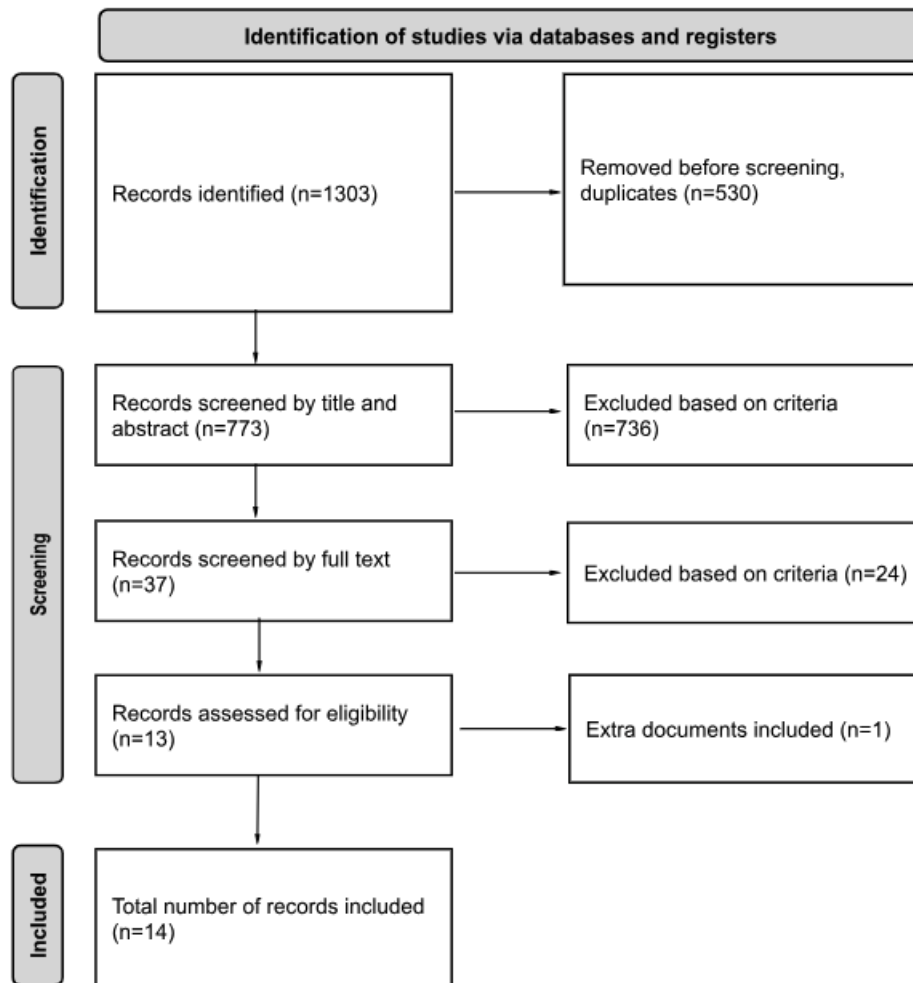 Identification of studies via databases and registers
Identification
Records identified (n=1303)
Removed before screening,
duplicates (n=530)
Screening
Records screened by title and
abstract (n=773)
Excluded based on criteria
(n=736)
Records screened by full text
(n=37)
Excluded based on criteria (n=24)
Records assessed for eligibility
(n=13)
Extra documents included (n=1)
Included
Total number of records included
(n=14)